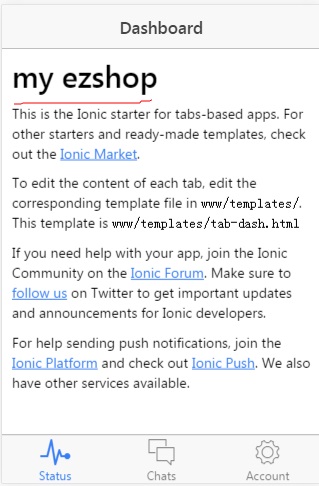 Dashboard
my ezshop
This is the Ionic starter for tabs-based apps. For
other starters and ready-made templates, check
out the Ionic Market.
To edit the content of each tab, edit the
corresponding template file in www/templates/.
This template is www/templates/tab-dash.html
If you need help with your app, join the Ionic
Community on the Ionic Forum. Make sure to
follow us on Twitter to get important updates
and announcements for Ionic developers.
For help sending push notifications, join the
Ionic Platform and check out Ionic Push. We also
have other services available.
Status Chats Account